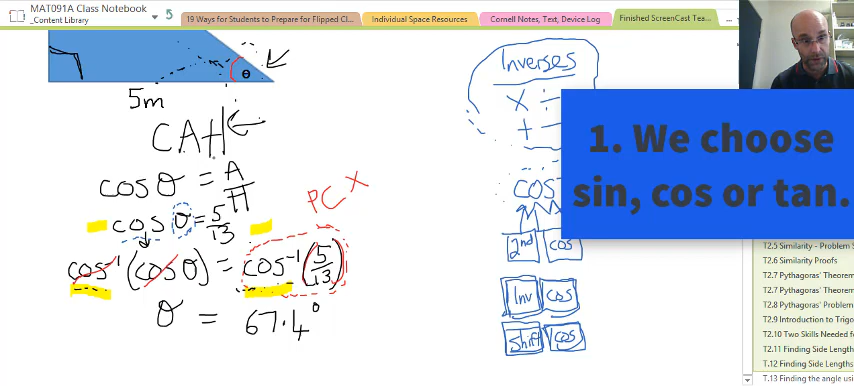 MAT091A Class Notebook
_Content Library
19 Ways for Students to Prepare for Flipped Cl...
Individual Space Resources
Cornell Notes, Text, Device Log
Finished ScreenCast Tea...
θ
5m
CAH
cosθ = A/H
PC X
cos θ = 5/13
cos⁻¹ (cosθ) = cos⁻¹ (5/13)
θ = 67.4°
Inverses
× ÷
+ −
cos
2nd cos
Inv cos
Shift cos
1. We choose
sin, cos or tan.
T2.5 Similarity - Problem S
T2.6 Similarity Proofs
T2.7 Pythagoras' Theorem
T2.7 Pythagoras' Theorem
T2.8 Pythagoras' Problem
T2.9 Introduction to Trigo
T2.10 Two Skills Needed fo
T2.11 Finding Side Lengths
T2.12 Finding Side Lengths
T.13 Finding the angle usi